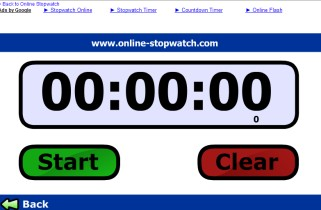 Back to Online Stopwatch
Ads by Google ► Stopwatch Online ► Stopwatch Timer ► Countdown Timer ► Online Flash
www.online-stopwatch.com
00:00:00
0
Start Clear
Back